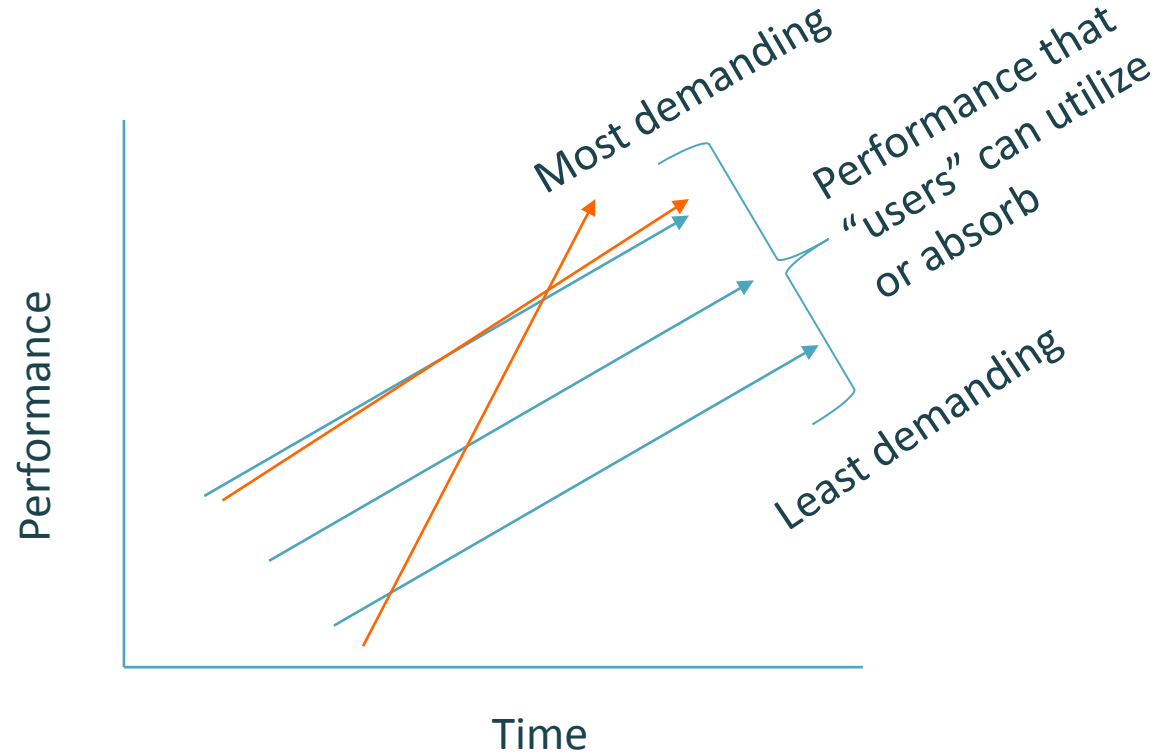 Most demanding
Performance that
“users” can utilize
or absorb
Least demanding
Performance
Time